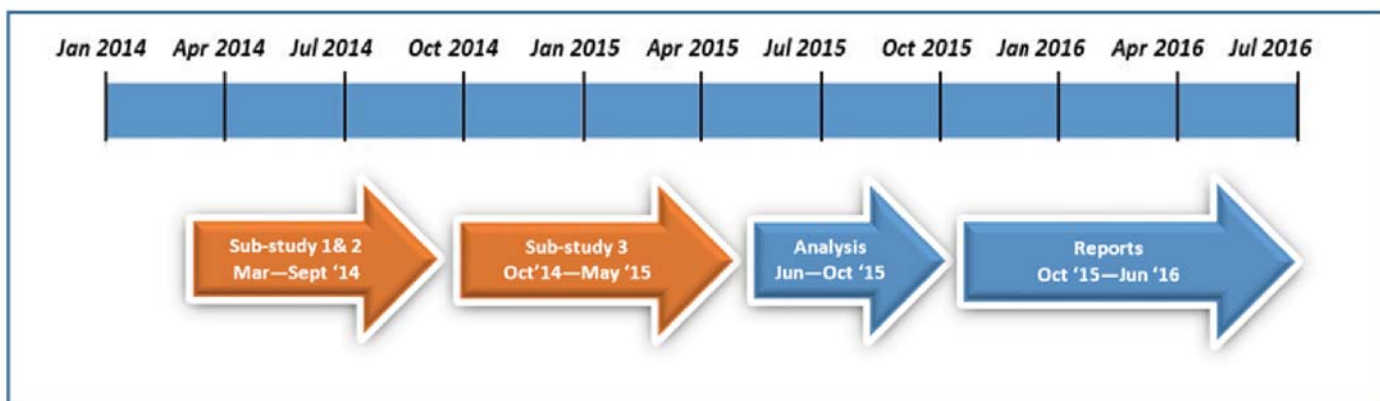 Jan 2014 Apr 2014 Jul 2014 Oct 2014 Jan 2015 Apr 2015 Jul 2015 Oct 2015 Jan 2016 Apr 2016 Jul 2016
Sub-study 1& 2
Mar—Sept ‘14
Sub-study 3
Oct‘14—May ‘15
Analysis
Jun—Oct ‘15
Reports
Oct ‘15—Jun ‘16